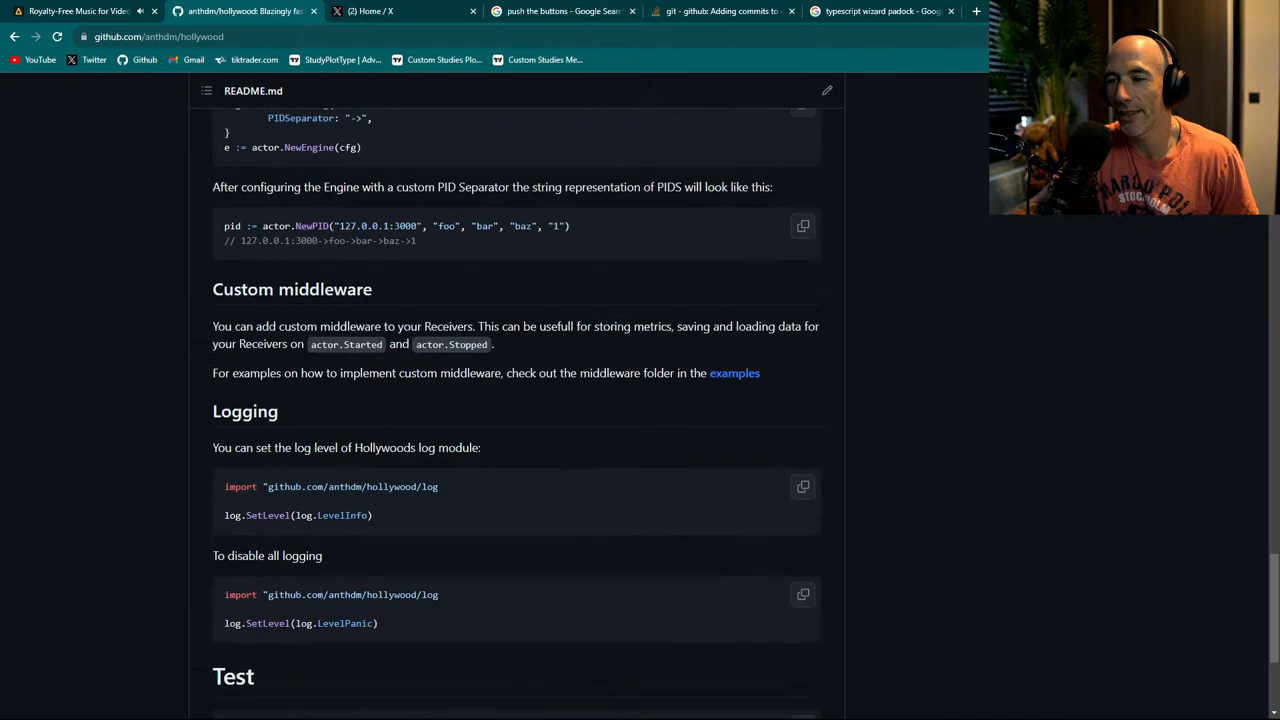 Royalty-Free Music for Video
anthdm/hollywood: Blazingly fas
(2) Home / X
push the buttons - Google Searc
git - github: Adding commits to e
typescript wizard padock - Goog
github.com/anthdm/hollywood
YouTube
Twitter
Github
Gmail
tiktrader.com
StudyPlotType | Adv...
Custom Studies Plo...
Custom Studies Me...
README.md
PIDSeparator: "->",
}
e := actor.NewEngine(cfg)
After configuring the Engine with a custom PID Separator the string representation of PIDS will look like this:
pid := actor.NewPID("127.0.0.1:3000", "foo", "bar", "baz", "1")
// 127.0.0.1:3000->foo->bar->baz->1
Custom middleware
You can add custom middleware to your Receivers. This can be usefull for storing metrics, saving and loading data for
your Receivers on actor.Started and actor.Stopped.
For examples on how to implement custom middleware, check out the middleware folder in the examples
Logging
You can set the log level of Hollywoods log module:
import "github.com/anthdm/hollywood/log
log.SetLevel(log.LevelInfo)
To disable all logging
import "github.com/anthdm/hollywood/log
log.SetLevel(log.LevelPanic)
Test